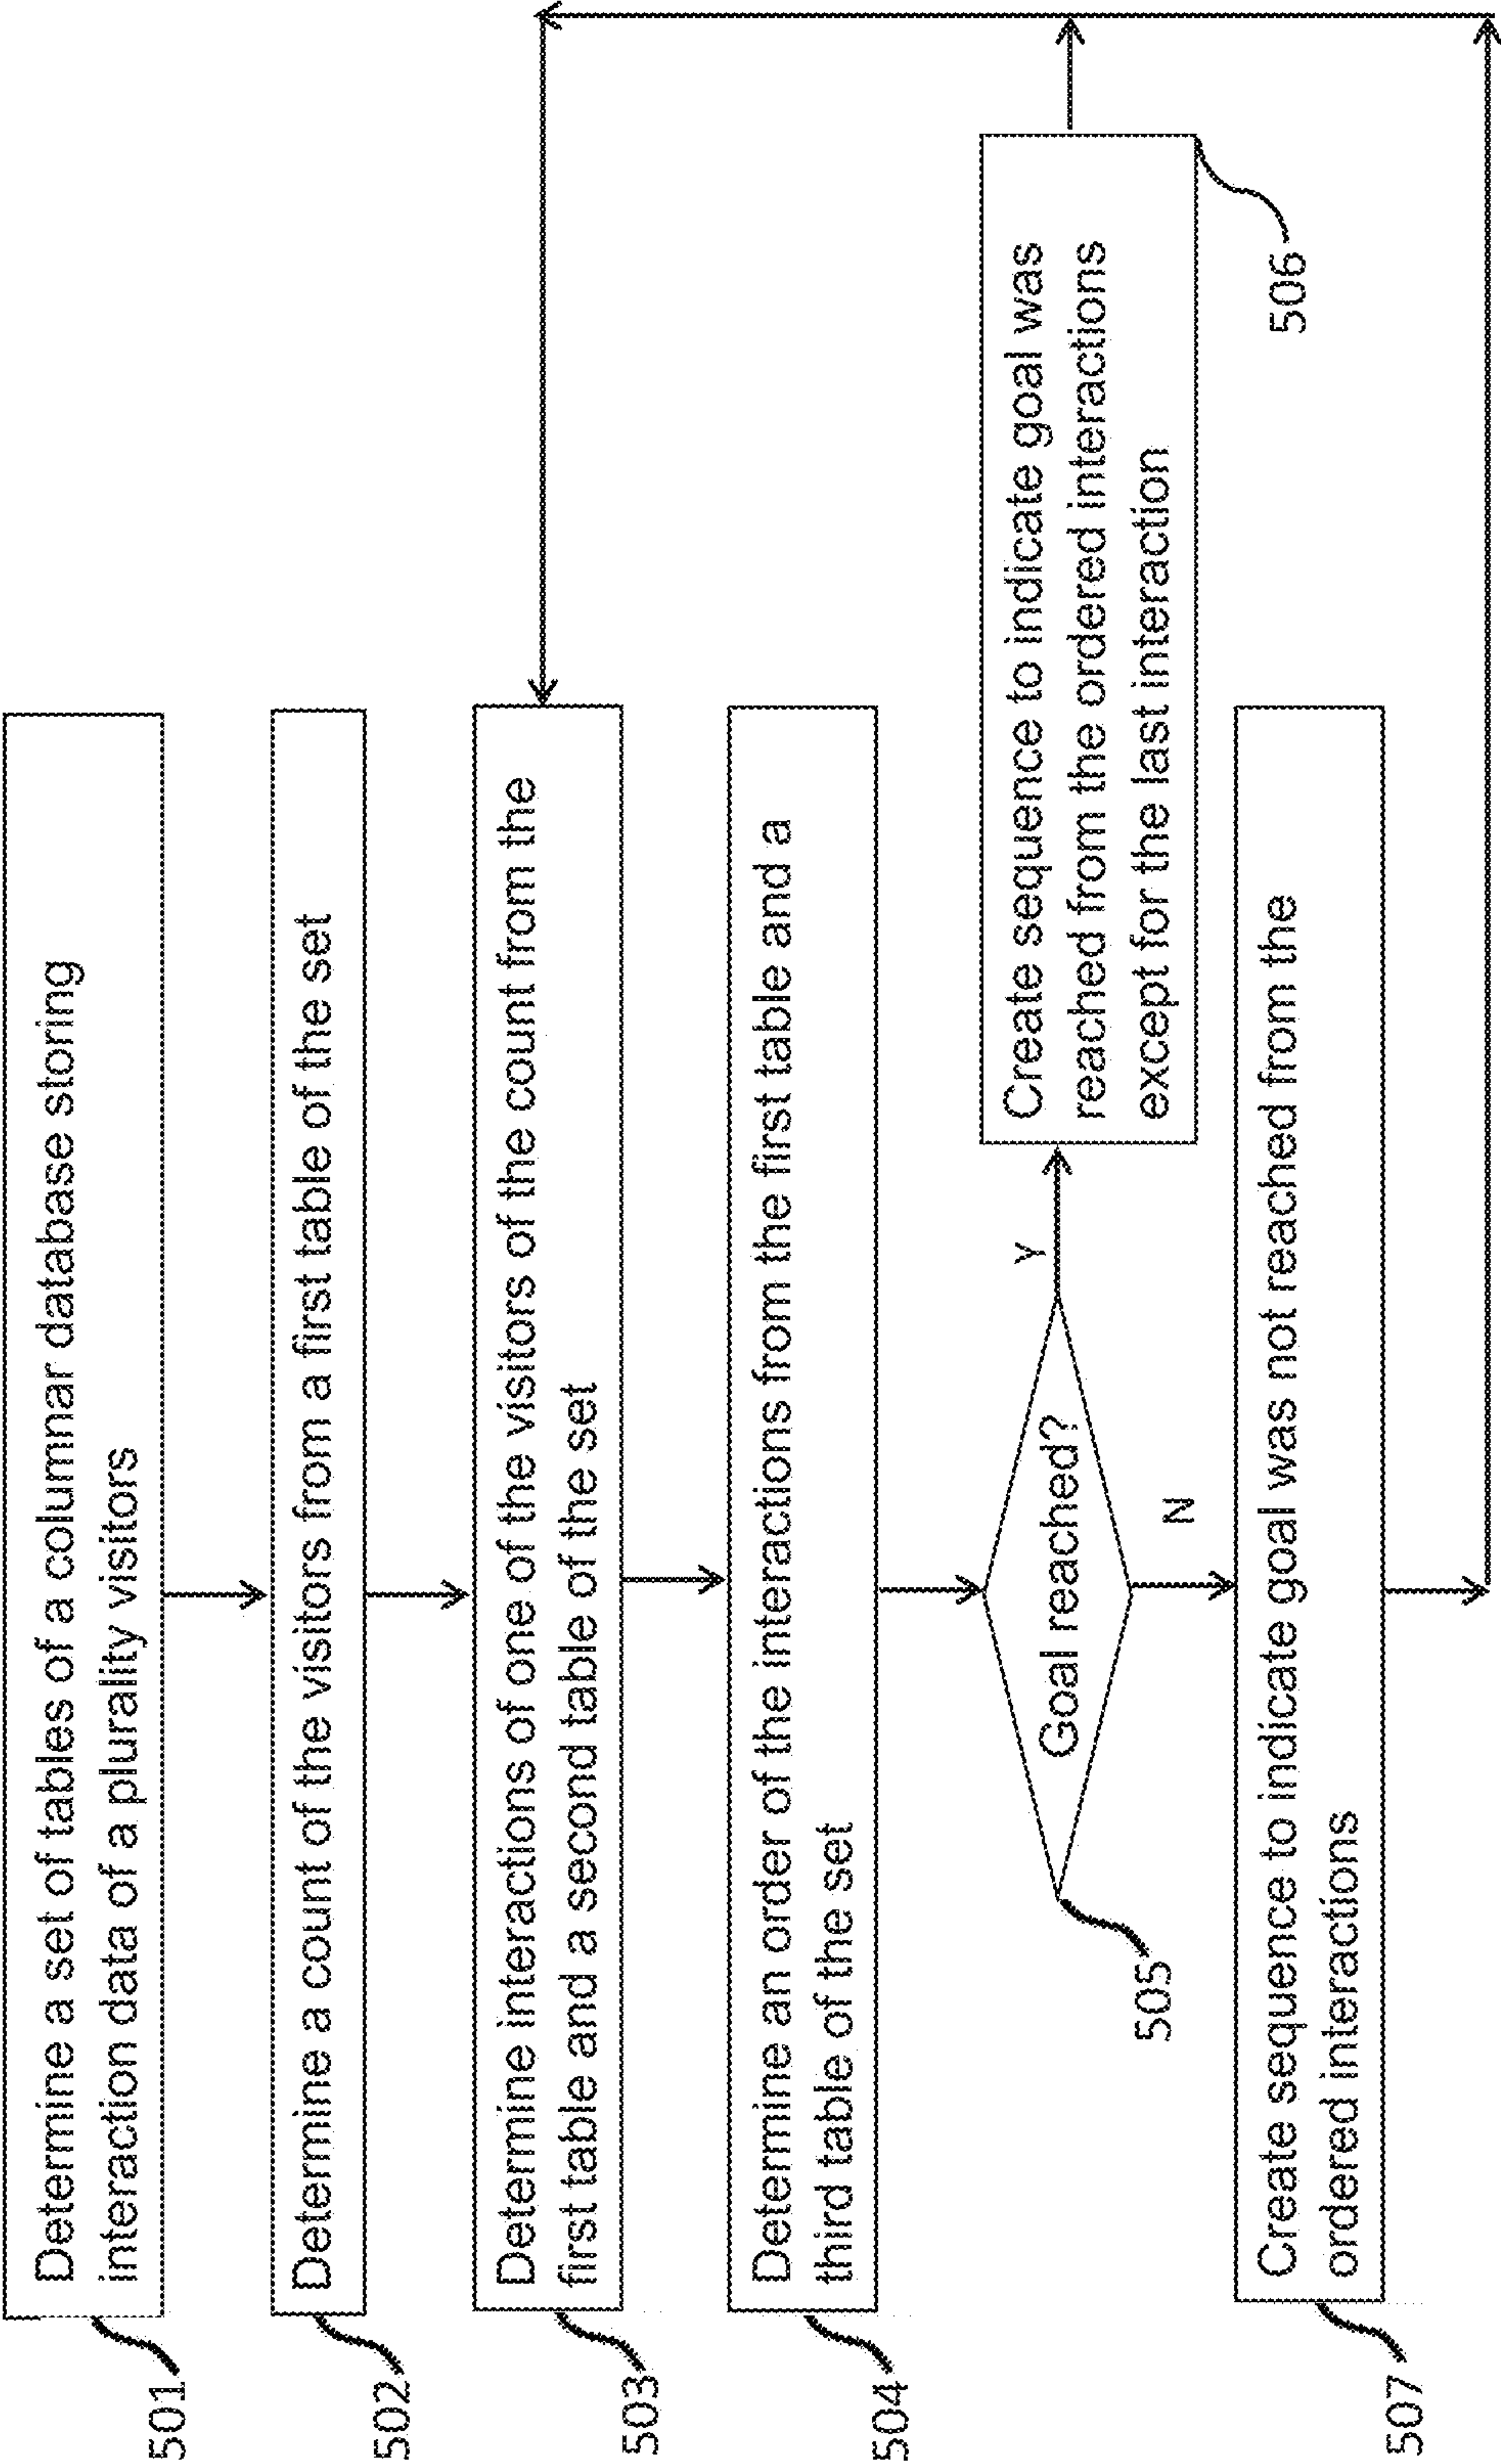 Determine a set of tables of a columnar database storing
interaction data of a plurality visitors
501
Determine a count of the visitors from a first table of the set
502
Determine interactions of one of the visitors of the count from the
first table and a second table of the set
503
Determine an order of the interactions from the first table and a
third table of the set
504
Goal reached?
505
Y
N
Create sequence to indicate goal was
reached from the ordered interactions
except for the last interaction
506
Create sequence to indicate goal was not reached from the
ordered interactions
507